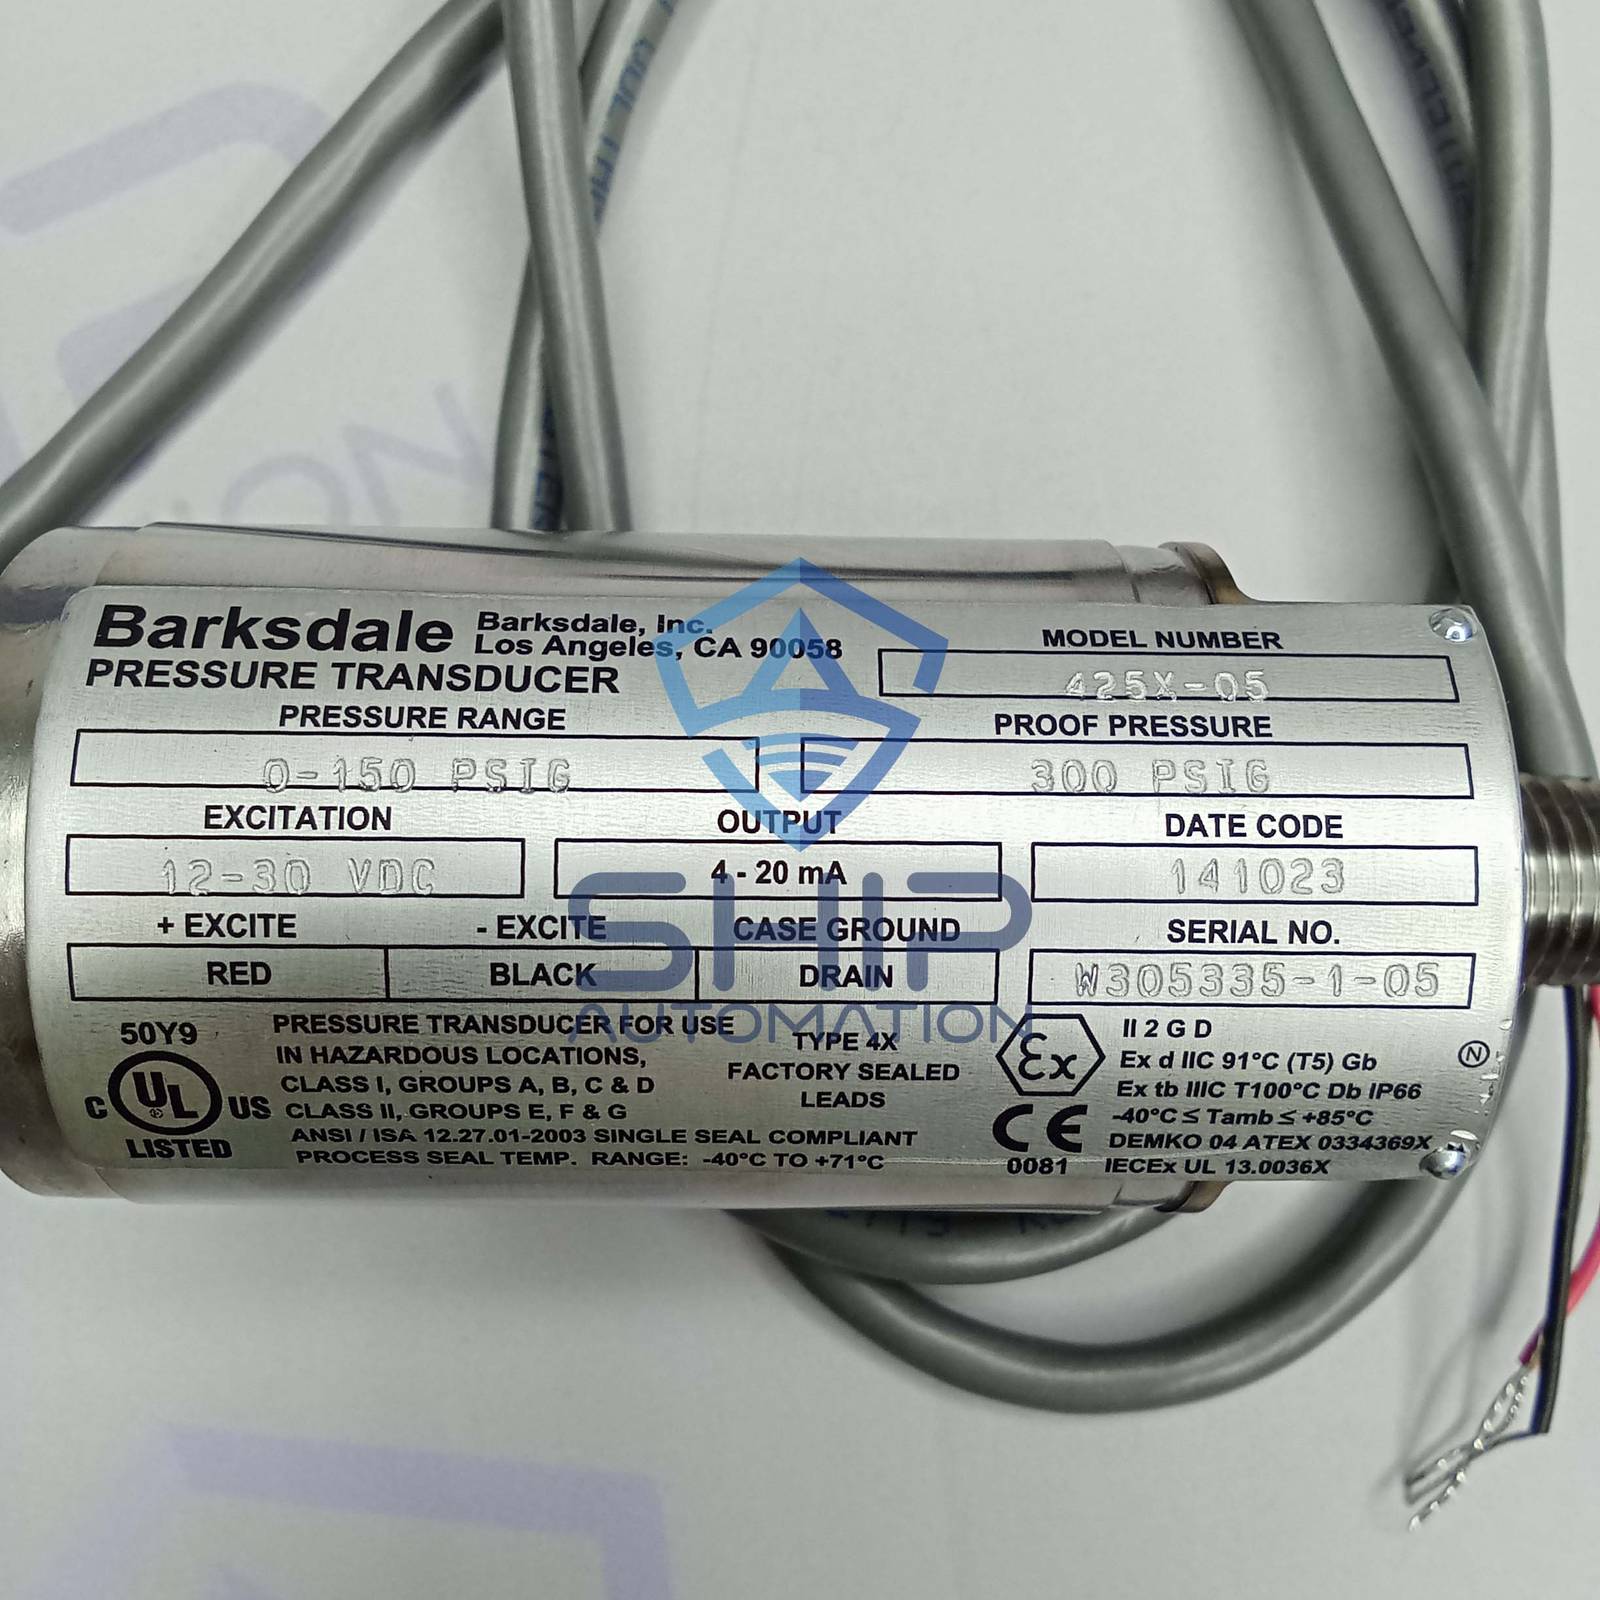 Barksdale
Barksdale, Inc.
Los Angeles, CA 90058
PRESSURE TRANSDUCER
MODEL NUMBER
425X-05
PRESSURE RANGE
0-150 PSIG
PROOF PRESSURE
300 PSIG
EXCITATION
12-30 VDC
OUTPUT
4 - 20 mA
DATE CODE
141023
+ EXCITE
RED
- EXCITE
BLACK
CASE GROUND
DRAIN
SERIAL NO.
W305335-1-05
SHIP
AUTOMATION
50Y9
C UL US
LISTED
PRESSURE TRANSDUCER FOR USE
IN HAZARDOUS LOCATIONS,
CLASS I, GROUPS A, B, C & D
CLASS II, GROUPS E, F & G
ANSI / ISA 12.27.01-2003 SINGLE SEAL COMPLIANT
PROCESS SEAL TEMP. RANGE: -40°C TO +71°C
TYPE 4X
FACTORY SEALED
LEADS
Ex
CE
0081
II 2 G D
Ex d IIC 91°C (T5) Gb
Ex tb IIIC T100°C Db IP66
-40°C ≤ Tamb ≤ +85°C
DEMKO 04 ATEX 0334369X
IECEx UL 13.0036X
N